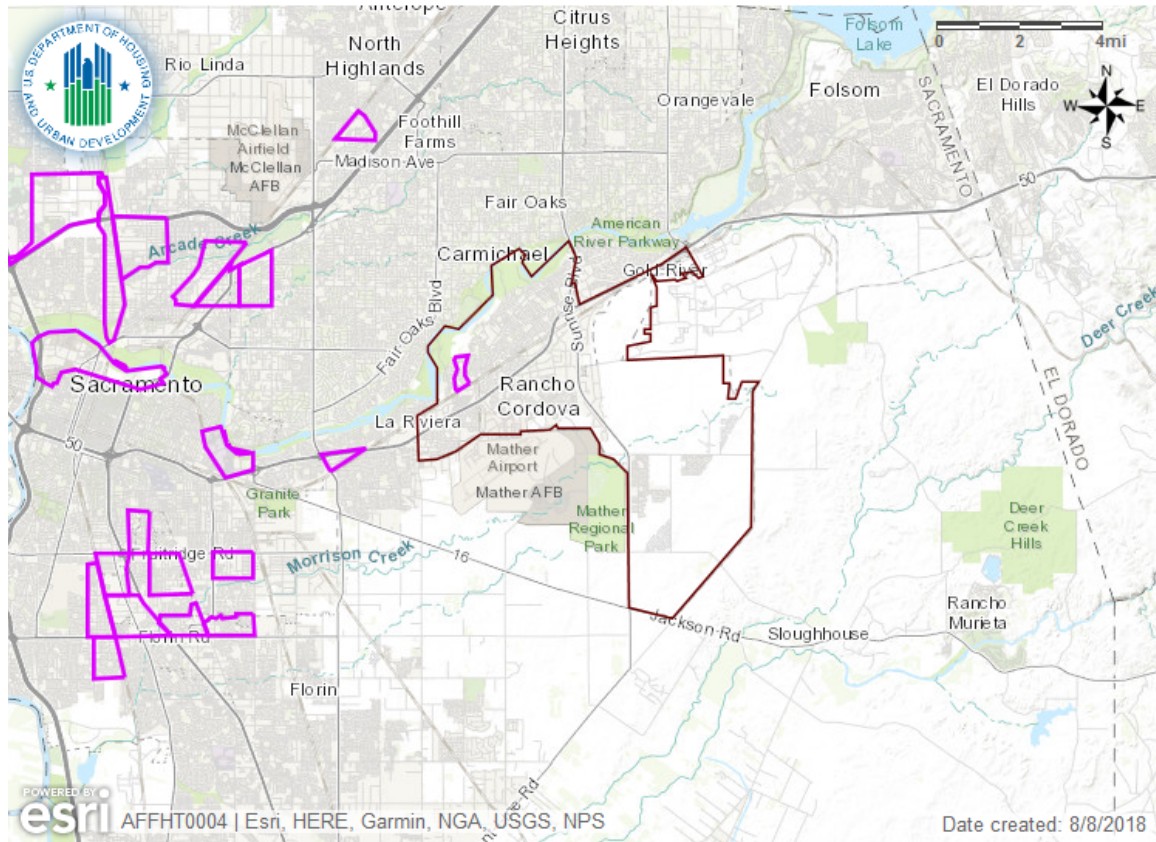 Antelope
Citrus
Heights
Folsom
Lake
0 2 4mi
North
Highlands
Rio Linda
U.S. DEPARTMENT OF HOUSING
AND URBAN DEVELOPMENT
Orangevale
Folsom
El Dorado
Hills
N
W E
S
McClellan
Airfield
McClellan
AFB
Foothill
Farms
Madison Ave
SACRAMENTO
50
Fair Oaks
American
River Parkway
Arcade Creek
Carmichael
Gold River
Sunrise Blvd
Fair Oaks Blvd
Deer Creek
EL DORADO
Sacramento
Rancho
Cordova
La Riviera
50
Mather
Airport
Mather AFB
Granite
Park
Mather
Regional
Park
Deer
Creek
Hills
Fruitridge Rd
Morrison Creek
16
Rancho
Murieta
Jackson Rd
Sloughhouse
Florin Rd
Florin
e-Rd
POWERED BY
esri
AFFHT0004 | Esri, HERE, Garmin, NGA, USGS, NPS
Date created: 8/8/2018